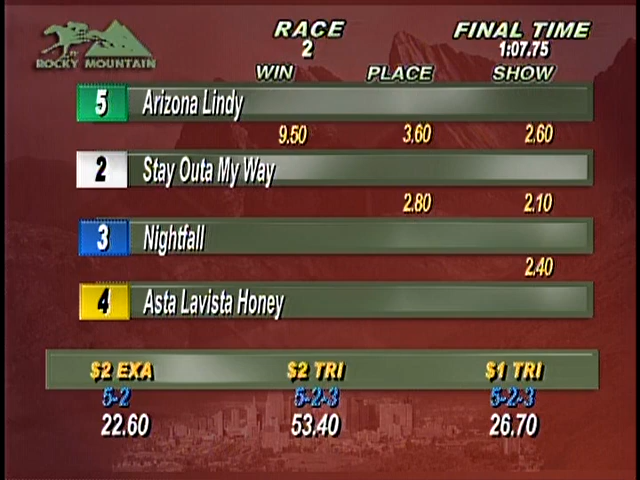 RACE
2
FINAL TIME
1:07.75
ROCKY MOUNTAIN
WIN PLACE SHOW
5 Arizona Lindy
9.50 3.60 2.60
2 Stay Outa My Way
2.80 2.10
3 Nightfall
2.40
4 Asta Lavista Honey
$2 EXA $2 TRI $1 TRI
5-2 5-2-3 5-2-3
22.60 53.40 26.70